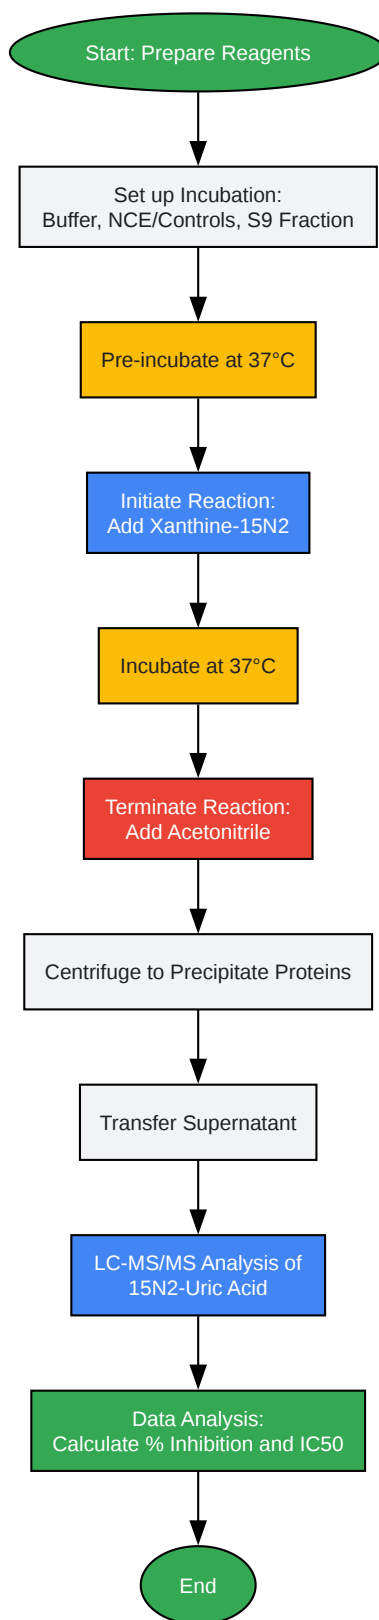 Start: Prepare Reagents
Set up Incubation:
Buffer, NCE/Controls, S9 Fraction
Pre-incubate at 37°C
Initiate Reaction:
Add Xanthine-15N2
Incubate at 37°C
Terminate Reaction:
Add Acetonitrile
Centrifuge to Precipitate Proteins
Transfer Supernatant
LC-MS/MS Analysis of
15N2-Uric Acid
Data Analysis:
Calculate % Inhibition and IC50
End